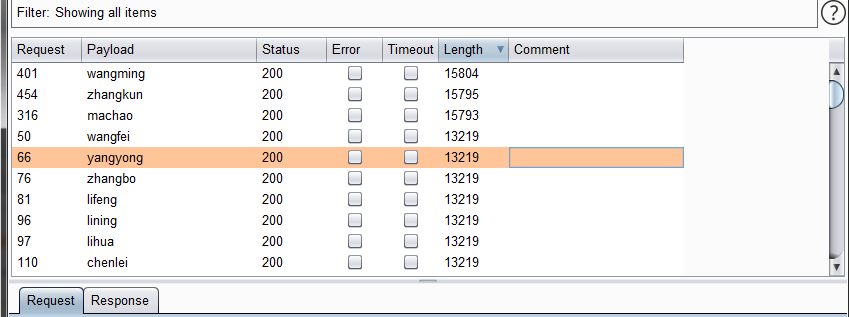 Filter: Showing all items
?
Request Payload Status Error Timeout Length Comment
401 wangming 200 15804
454 zhangkun 200 15795
316 machao 200 15793
50 wangfei 200 13219
66 yangyong 200 13219
76 zhangbo 200 13219
81 lifeng 200 13219
96 lining 200 13219
97 lihua 200 13219
110 chenlei 200 13219
Request Response